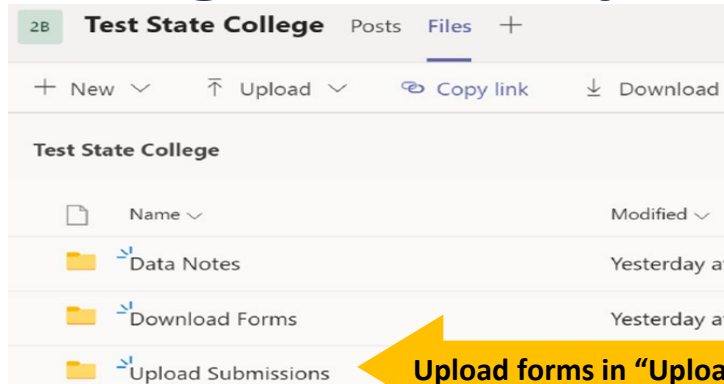 2B Test State College Posts Files +
+ New Upload Copy link Download
Test State College
Name Modified
Data Notes Yesterday
Download Forms Yesterday
Upload Submissions Upload forms in “